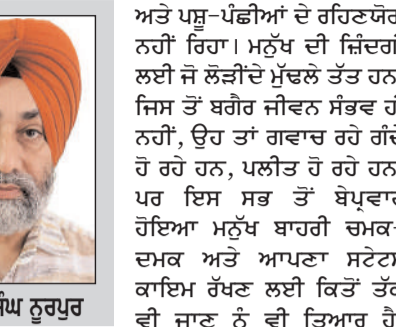 ਅਤੇ ਪਸ਼ੂ-ਪੰਛੀਆਂ ਦੇ ਰਹਿਣਯੋਗ
ਨਹੀਂ ਰਿਹਾ। ਮਨੁੱਖ ਦੀ ਜ਼ਿੰਦਗੀ
ਲਈ ਜੋ ਲੋੜੀਂਦੇ ਮੁੱਢਲੇ ਤੱਤ ਹਨ
ਜਿਸ ਤੋਂ ਬਗੈਰ ਜੀਵਨ ਸੰਭਵ ਹੀ
ਨਹੀਂ, ਉਹ ਤਾਂ ਗਵਾਚ ਰਹੇ ਗੰਦੇ
ਹੋ ਰਹੇ ਹਨ, ਪਲੀਤ ਹੋ ਰਹੇ ਹਨ
ਪਰ ਇਸ ਸਭ ਤੋਂ ਬੇਪ੍ਰਵਾਹ
ਹੋਇਆ ਮਨੁੱਖ ਬਾਹਰੀ ਚਮਕ-
ਦਮਕ ਅਤੇ ਆਪਣਾ ਸਟੇਟਸ
ਕਾਇਮ ਰੱਖਣ ਲਈ ਕਿਤੋਂ ਤੱਕ
ਵੀ ਜਾਣ ਨੂੰ ਵੀ ਤਿਆਰ ਹੈ
ਨੂਰਪੁਰ